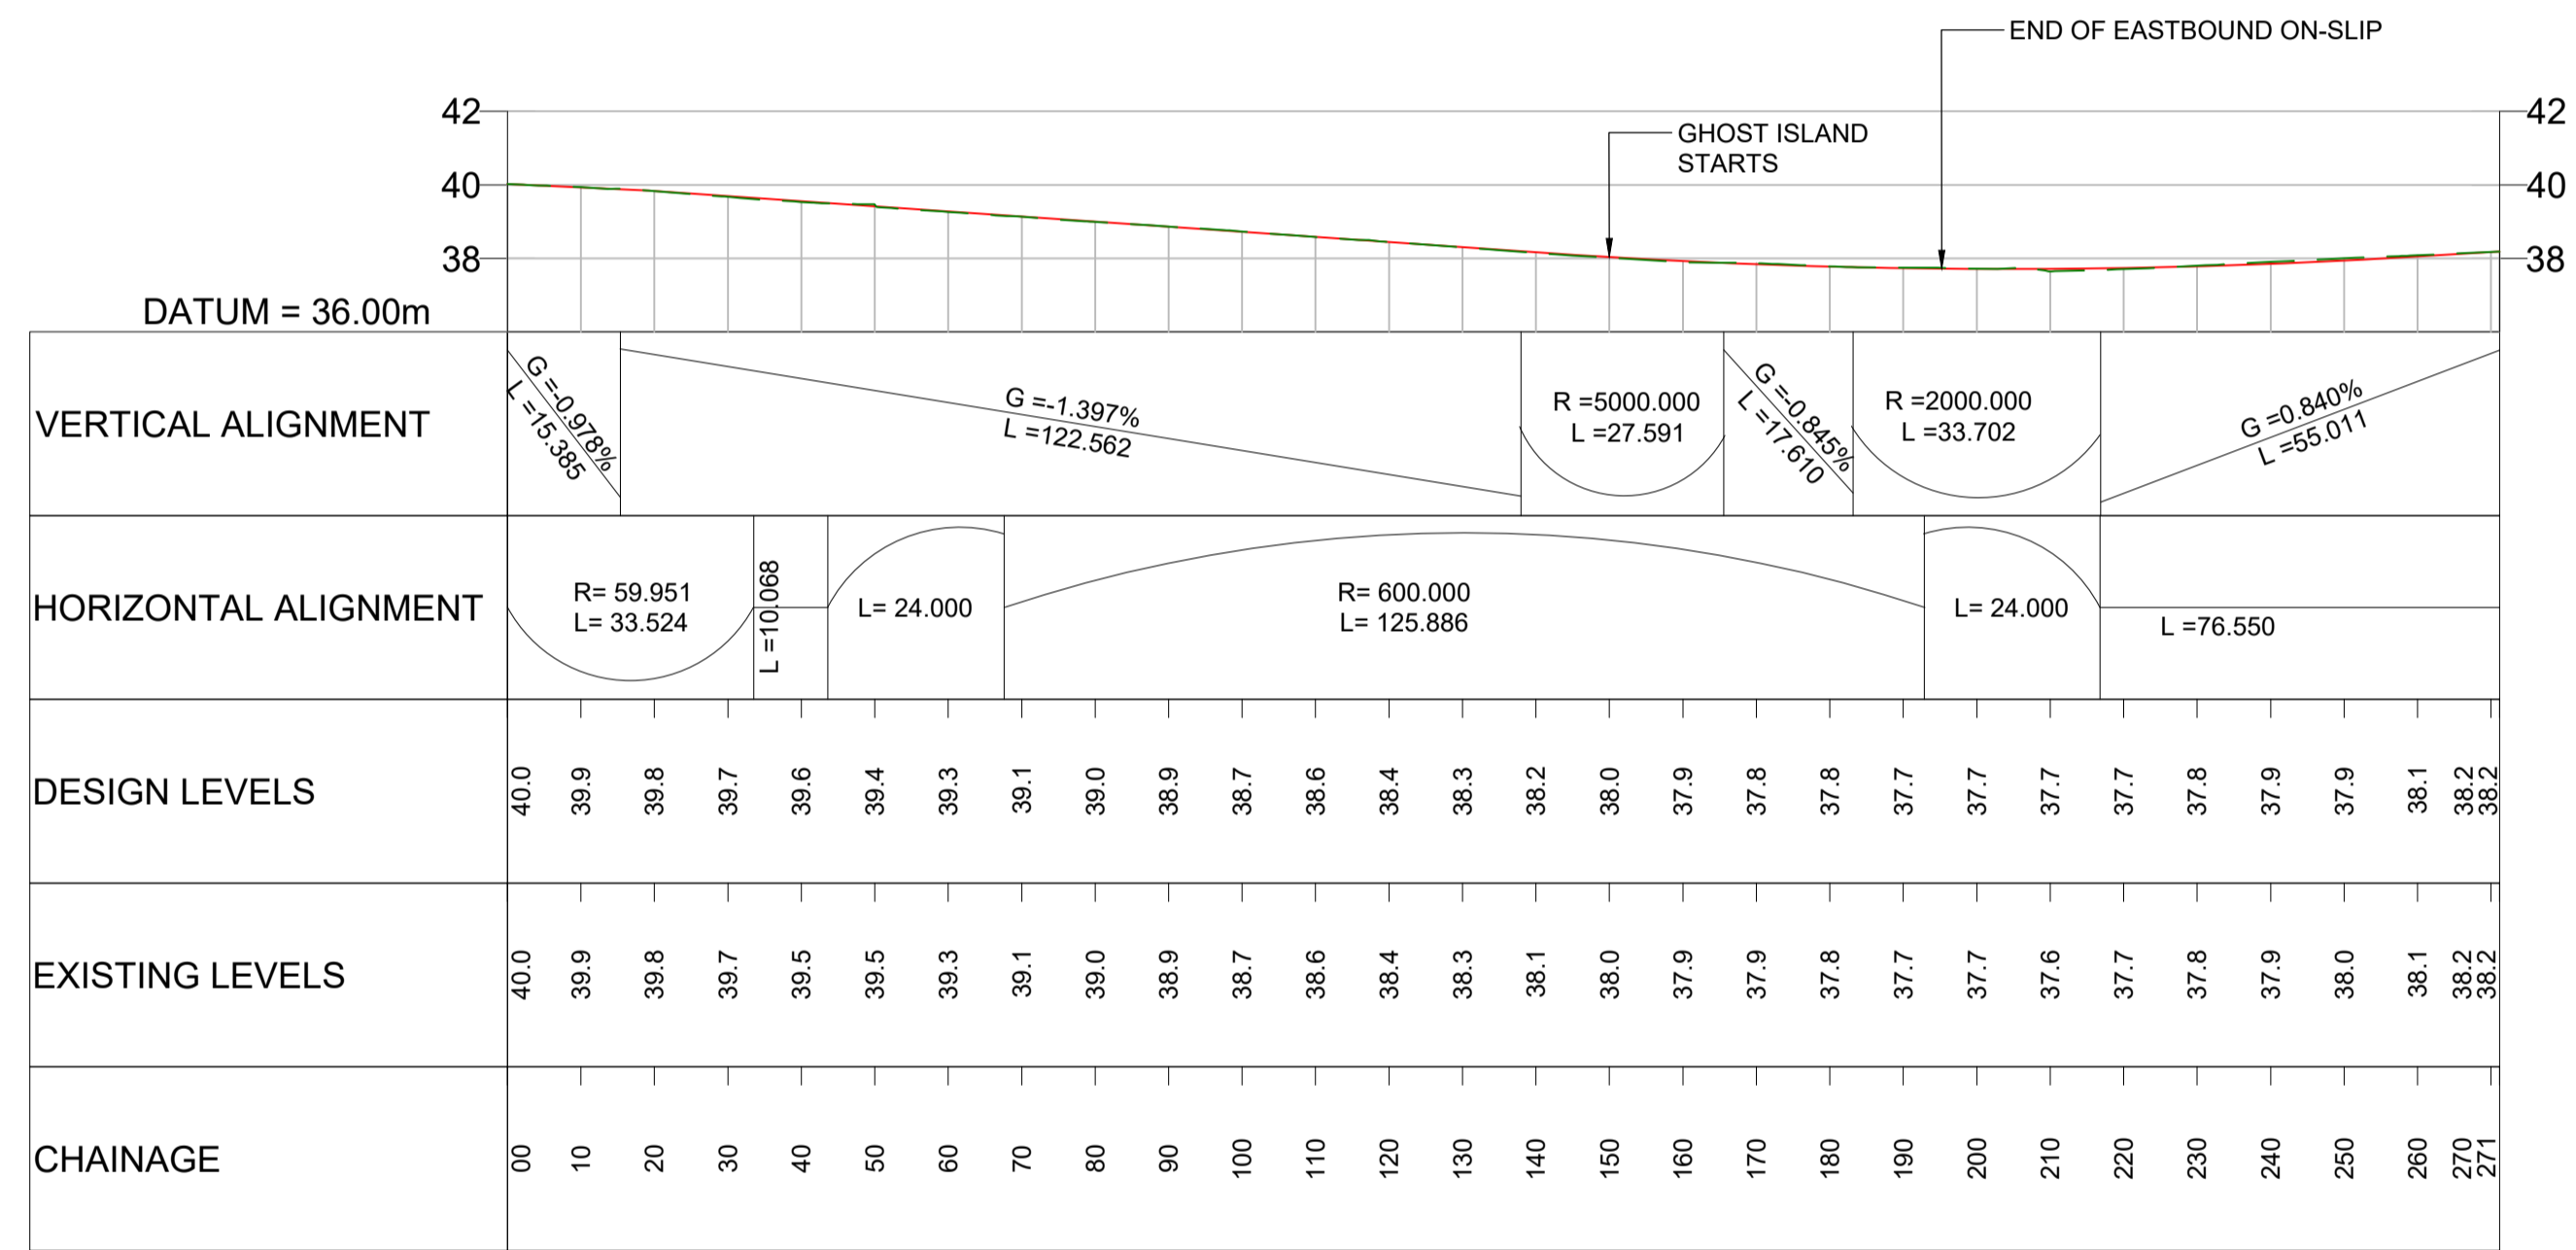 END OF EASTBOUND ON-SLIP
42
42
GHOST ISLAND
STARTS
40
40
38
38
DATUM = 36.00m
VERTICAL ALIGNMENT
G =-0.978%
L =15.385
G =-1.397%
L =122.562
R =5000.000
L =27.591
G =-0.845%
L =17.610
R =2000.000
L =33.702
G =0.840%
L =55.011
HORIZONTAL ALIGNMENT
R= 59.951
L= 33.524
L =10.068
L= 24.000
R= 600.000
L= 125.886
L= 24.000
L =76.550
DESIGN LEVELS
40.0 39.9 39.8 39.7 39.6 39.4 39.3 39.1 39.0 38.9 38.7 38.6 38.4 38.3 38.2 38.0 37.9 37.8 37.8 37.7 37.7 37.7 37.7 37.8 37.9 37.9 38.1 38.2 38.2
EXISTING LEVELS
40.0 39.9 39.8 39.7 39.5 39.5 39.3 39.1 39.0 38.9 38.7 38.6 38.4 38.3 38.1 38.0 37.9 37.9 37.8 37.7 37.7 37.6 37.7 37.8 37.9 38.0 38.1 38.2 38.2
CHAINAGE
00 10 20 30 40 50 60 70 80 90 100 110 120 130 140 150 160 170 180 190 200 210 220 230 240 250 260 270 271